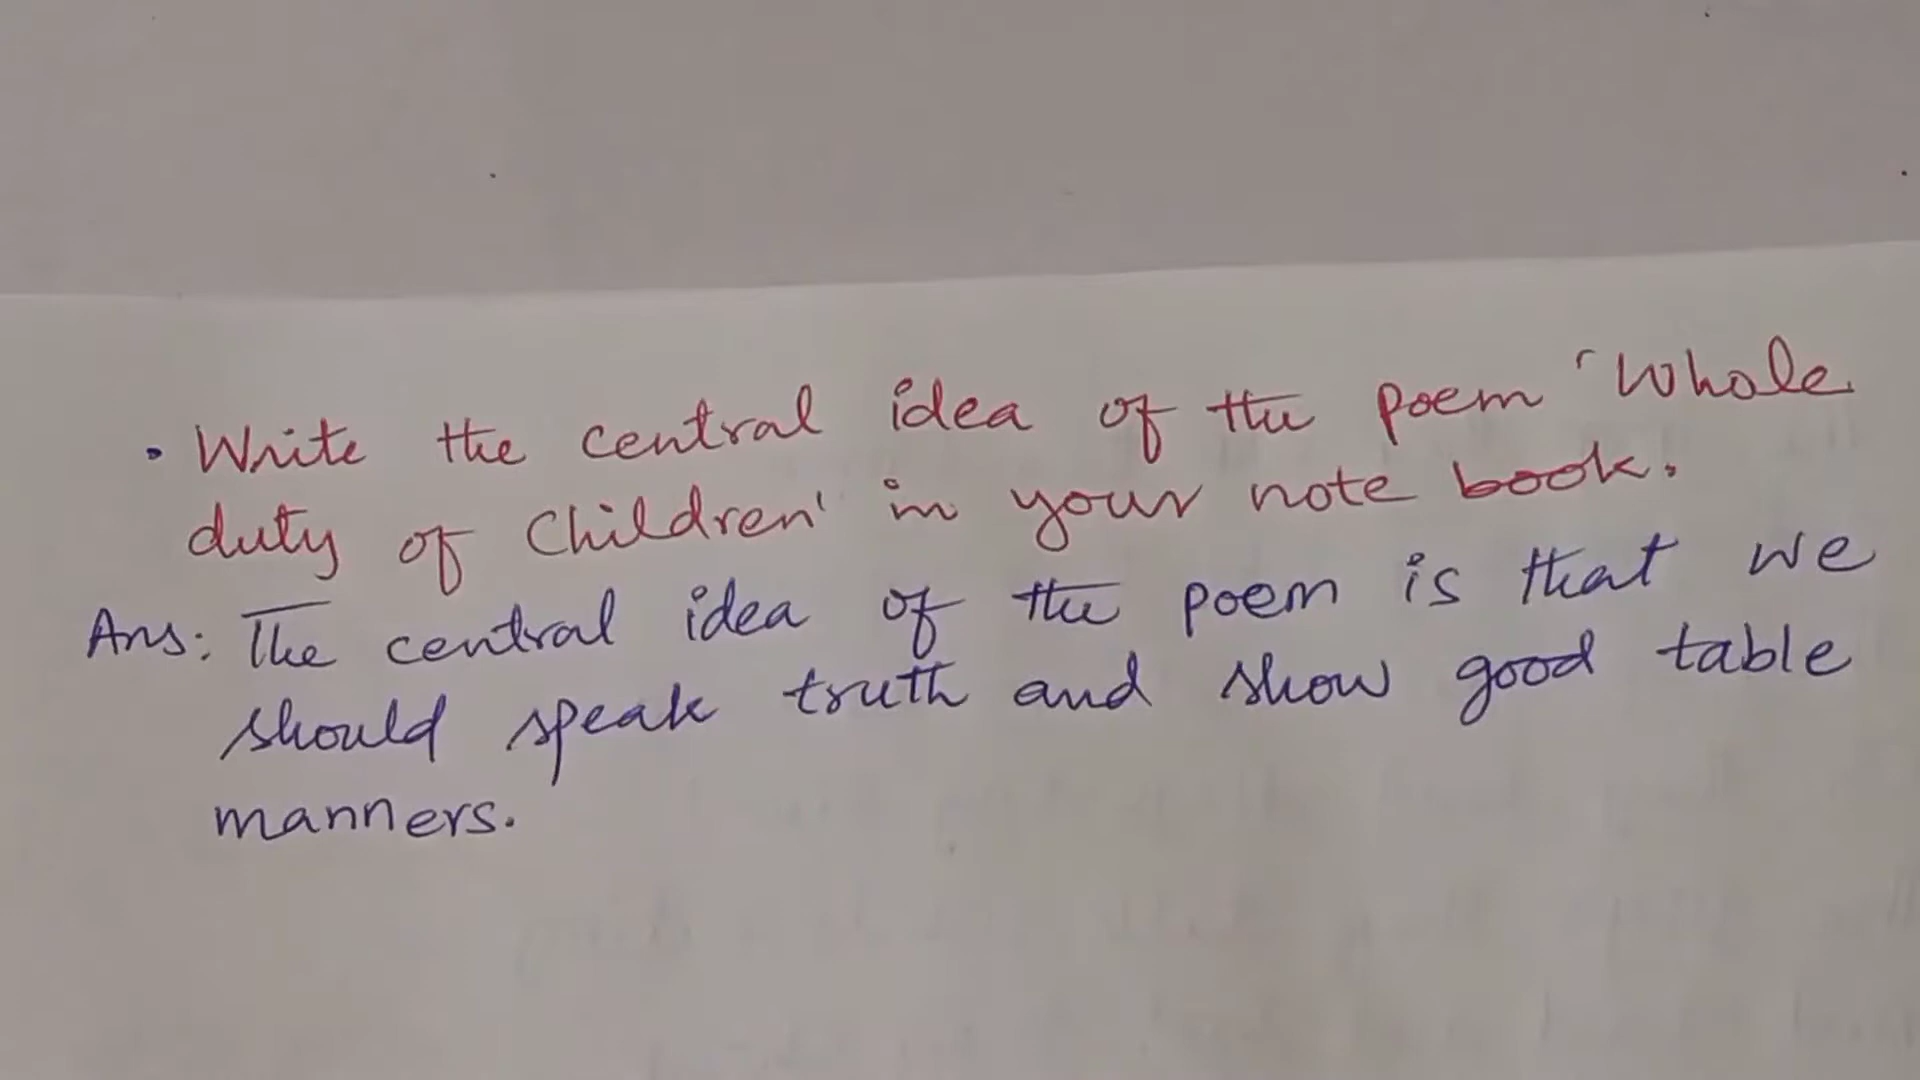 • Write the central idea of the poem 'Whole
duty of Children' in your note book.
Ans: The central idea of the poem is that we
should speak truth and show good table
manners.